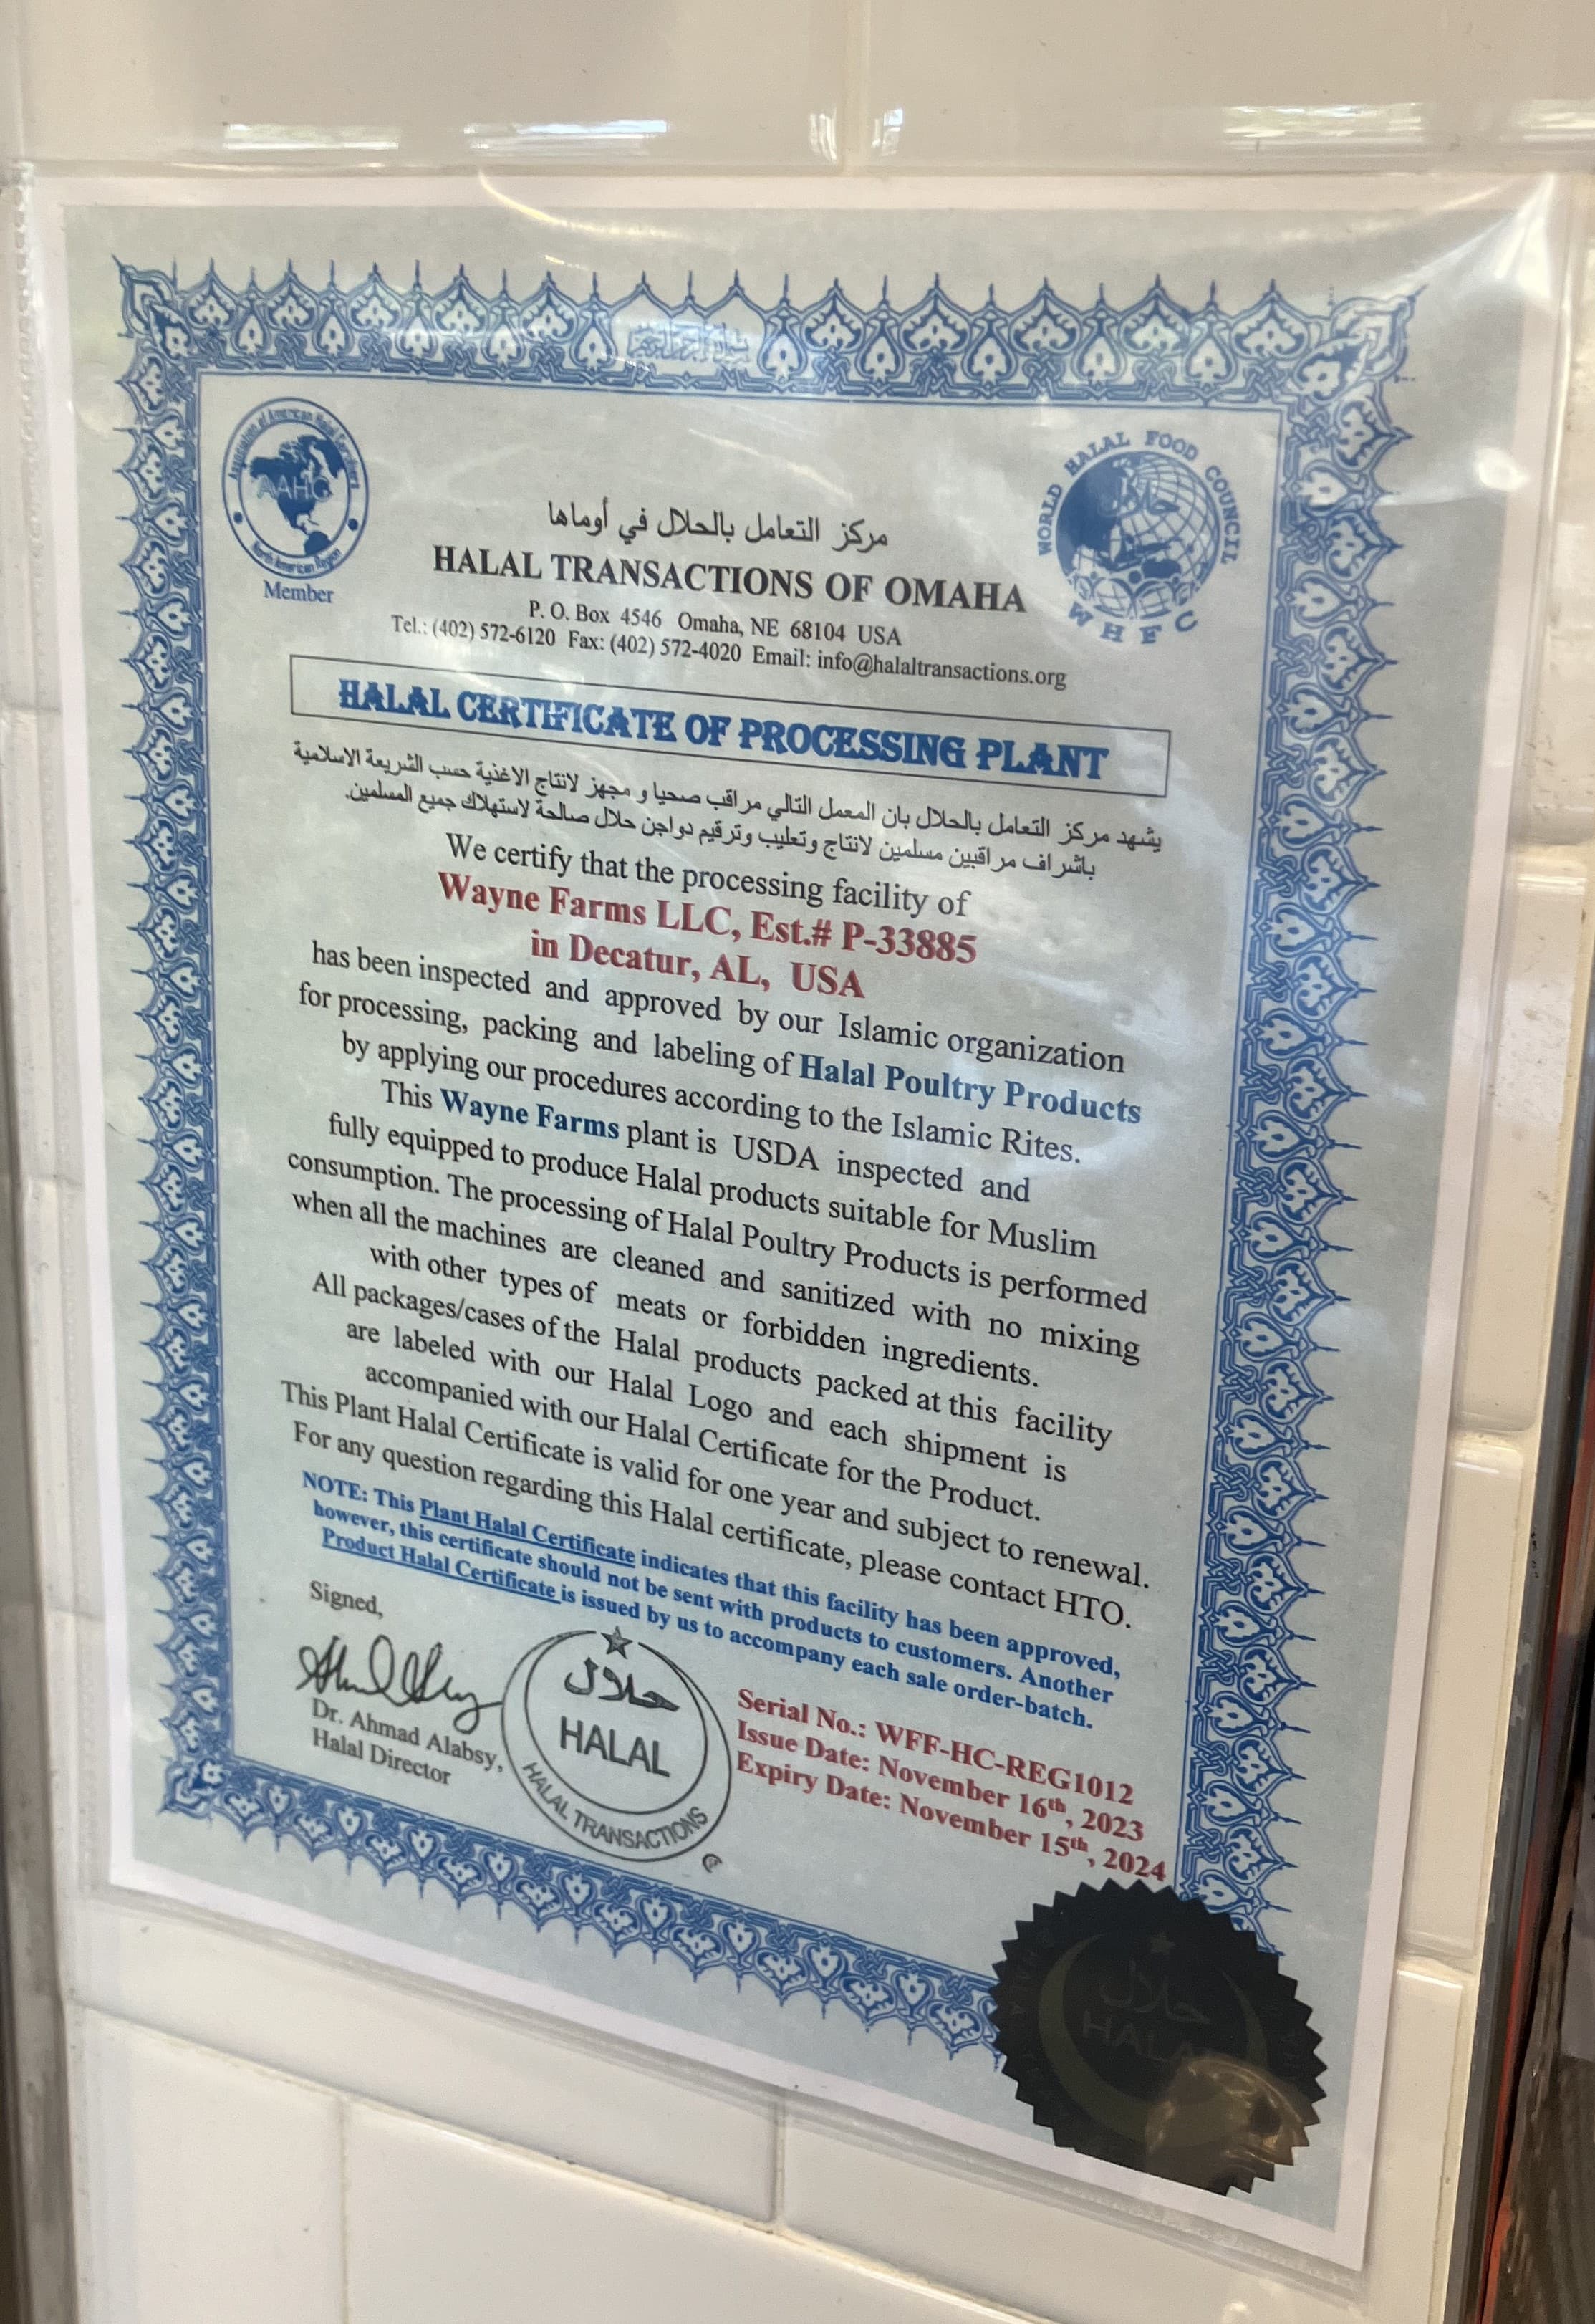 Association of American Halal Certifiers
AAHC
North American Region
Member
WORLD HALAL FOOD COUNCIL
حلال
WHFC
مركز التعامل بالحلال في أوماها
HALAL TRANSACTIONS OF OMAHA
P. O. Box 4546 Omaha, NE 68104 USA
Tel.: (402) 572-6120 Fax: (402) 572-4020 Email: info@halaltransactions.org
HALAL CERTIFICATE OF PROCESSING PLANT
يشهد مركز التعامل بالحلال بان المعمل التالي مراقب صحيا و مجهز لانتاج الاغذية حسب الشريعة الاسلامية
باشراف مراقبين مسلمين لانتاج وتعليب وترقيم دواجن حلال صالحة لاستهلاك جميع المسلمين.
We certify that the processing facility of
Wayne Farms LLC, Est.# P-33885
in Decatur, AL, USA
has been inspected and approved by our Islamic organization
for processing, packing and labeling of Halal Poultry Products
by applying our procedures according to the Islamic Rites.
This Wayne Farms plant is USDA inspected and
fully equipped to produce Halal products suitable for Muslim
consumption. The processing of Halal Poultry Products is performed
when all the machines are cleaned and sanitized with no mixing
with other types of meats or forbidden ingredients.
All packages/cases of the Halal products packed at this facility
are labeled with our Halal Logo and each shipment is
accompanied with our Halal Certificate for the Product.
This Plant Halal Certificate is valid for one year and subject to renewal.
For any question regarding this Halal certificate, please contact HTO.
NOTE: This Plant Halal Certificate indicates that this facility has been approved,
however, this certificate should not be sent with products to customers. Another
Product Halal Certificate is issued by us to accompany each sale order-batch.
Signed,
Dr. Ahmad Alabsy,
Halal Director
حلال
HALAL
HALAL TRANSACTIONS
Serial No.: WFF-HC-REG1012
Issue Date: November 16th, 2023
Expiry Date: November 15th, 2024
حلال
HALAL